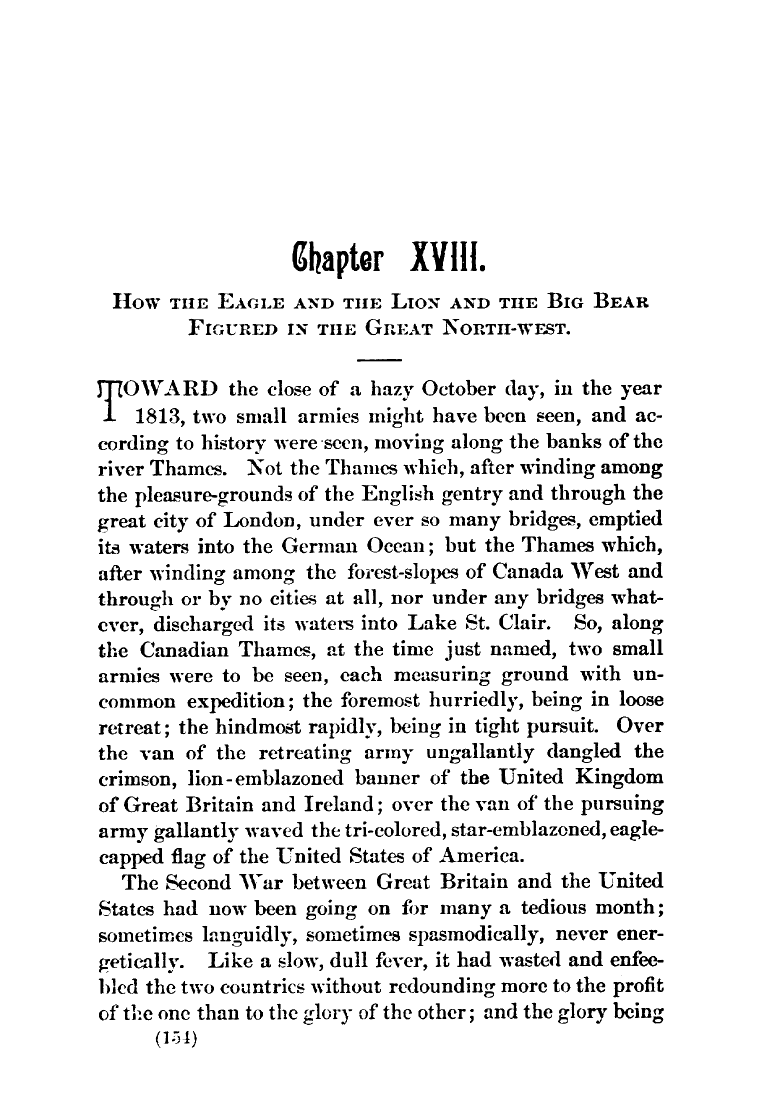 Chapter XVIII.
How the Eagle and the Lion and the Big Bear
Figured in the Great North-west.
TOWARD the close of a hazy October day, in the year
1813, two small armies might have been seen, and ac-
cording to history were seen, moving along the banks of the
river Thames. Not the Thames which, after winding among
the pleasure-grounds of the English gentry and through the
great city of London, under ever so many bridges, emptied
its waters into the German Ocean; but the Thames which,
after winding among the forest-slopes of Canada West and
through or by no cities at all, nor under any bridges what-
ever, discharged its waters into Lake St. Clair. So, along
the Canadian Thames, at the time just named, two small
armies were to be seen, each measuring ground with un-
common expedition; the foremost hurriedly, being in loose
retreat; the hindmost rapidly, being in tight pursuit. Over
the van of the retreating army ungallantly dangled the
crimson, lion-emblazoned banner of the United Kingdom
of Great Britain and Ireland; over the van of the pursuing
army gallantly waved the tri-colored, star-emblazoned, eagle-
capped flag of the United States of America.
The Second War between Great Britain and the United
States had now been going on for many a tedious month;
sometimes languidly, sometimes spasmodically, never ener-
getically. Like a slow, dull fever, it had wasted and enfee-
bled the two countries without redounding more to the profit
of the one than to the glory of the other; and the glory being
(154)